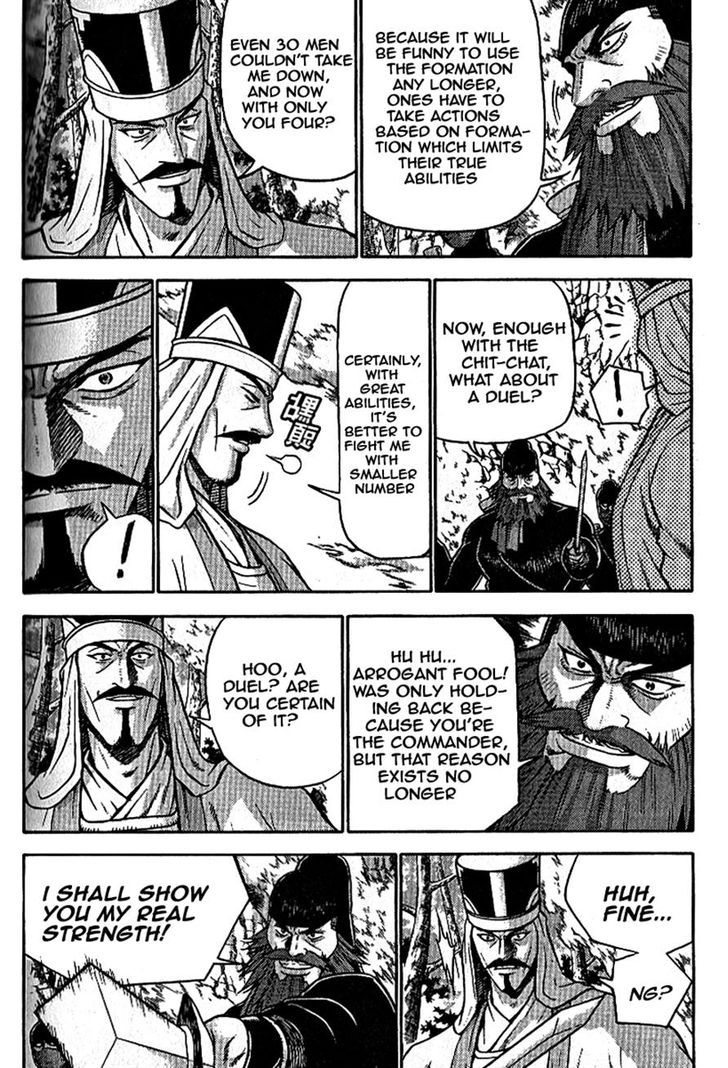 EVEN 30 MEN
COULDN'T TAKE
ME DOWN,
AND NOW
WITH ONLY
YOU FOUR?
BECAUSE IT WILL
BE FUNNY TO USE
THE FORMATION
ANY LONGER,
ONES HAVE TO
TAKE ACTIONS
BASED ON FORMA-
TION WHICH LIMITS
THEIR TRUE
ABILITIES
!
CERTAINLY,
WITH
GREAT
ABILITIES,
IT'S
BETTER TO
FIGHT ME
WITH
SMALLER
NUMBER
NOW, ENOUGH
WITH THE
CHIT-CHAT,
WHAT ABOUT
A DUEL?
!
HOO, A
DUEL? ARE
YOU CERTAIN
OF IT?
HU HU...
ARROGANT FOOL!
WAS ONLY HOLD-
ING BACK BE-
CAUSE YOU'RE
THE COMMANDER,
BUT THAT REASON
EXISTS NO
LONGER
I SHALL SHOW
YOU MY REAL
STRENGTH!
HUH,
FINE...
NG?